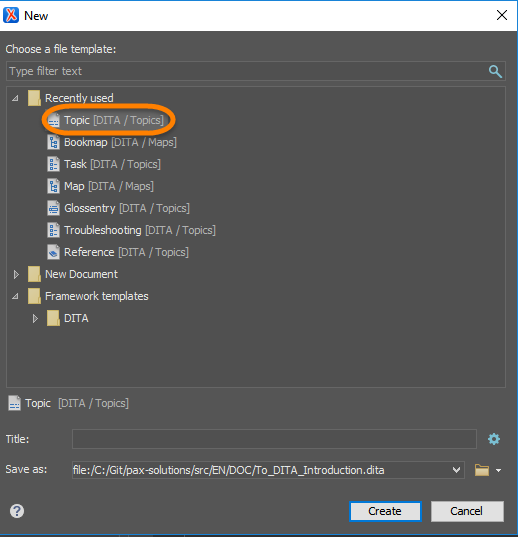 New
Choose a file template:
Type filter text
Recently used
Topic [DITA / Topics]
Bookmap [DITA / Maps]
Task [DITA / Topics]
Map [DITA / Maps]
Glossentry [DITA / Topics]
Troubleshooting [DITA / Topics]
Reference [DITA / Topics]
New Document
Framework templates
DITA
Topic [DITA / Topics]
Title:
Save as: file:/C:/Git/pax-solutions/src/EN/DOC/To_DITA_Introduction.dita
? Create Cancel